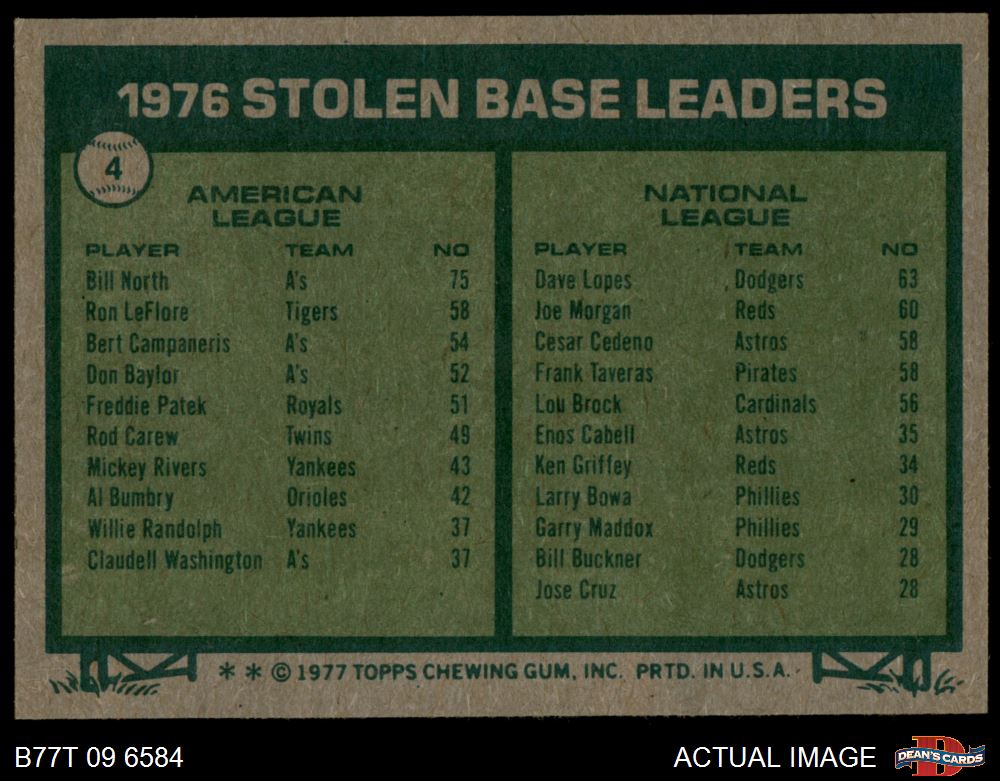 1976 STOLEN BASE LEADERS
4
AMERICAN
LEAGUE
PLAYER TEAM NO
Bill North A's 75
Ron LeFlore Tigers 58
Bert Campaneris A's 54
Don Baylor A's 52
Freddie Patek Royals 51
Rod Carew Twins 49
Mickey Rivers Yankees 43
Al Bumbry Orioles 42
Willie Randolph Yankees 37
Claudell Washington A's 37
NATIONAL
LEAGUE
PLAYER TEAM NO
Dave Lopes Dodgers 63
Joe Morgan Reds 60
Cesar Cedeno Astros 58
Frank Taveras Pirates 58
Lou Brock Cardinals 56
Enos Cabell Astros 35
Ken Griffey Reds 34
Larry Bowa Phillies 30
Garry Maddox Phillies 29
Bill Buckner Dodgers 28
Jose Cruz Astros 28
* * © 1977 TOPPS CHEWING GUM, INC. PRTD. IN U.S.A.
B77T 09 6584
ACTUAL IMAGE
D
DEAN'S CARDS